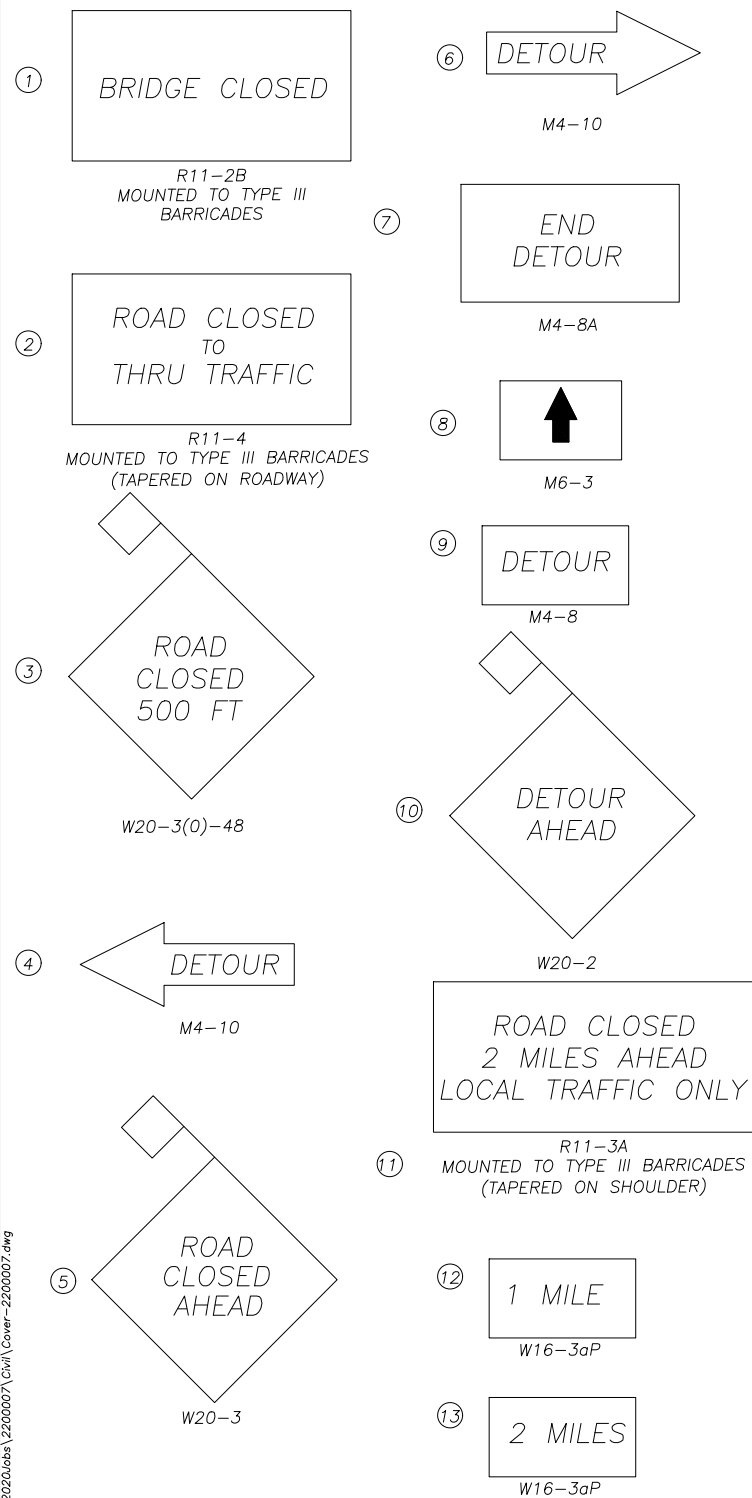 1
BRIDGE CLOSED
R11-2B
MOUNTED TO TYPE III
BARRICADES
2
ROAD CLOSED
TO
THRU TRAFFIC
R11-4
MOUNTED TO TYPE III BARRICADES
(TAPERED ON ROADWAY)
3
ROAD
CLOSED
500 FT
W20-3(0)-48
4
DETOUR
M4-10
5
ROAD
CLOSED
AHEAD
W20-3
6
DETOUR
M4-10
7
END
DETOUR
M4-8A
8
M6-3
9
DETOUR
M4-8
10
DETOUR
AHEAD
W20-2
ROAD CLOSED
2 MILES AHEAD
LOCAL TRAFFIC ONLY
11
R11-3A
MOUNTED TO TYPE III BARRICADES
(TAPERED ON SHOULDER)
12
1 MILE
W16-3aP
13
2 MILES
W16-3aP
2020Jobs\2200007\Civil\Cover-2200007.dwg